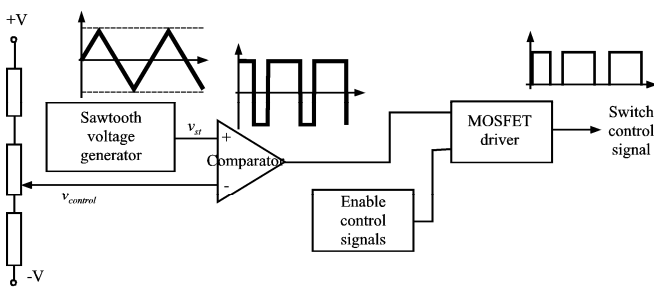 +V
Sawtooth
voltage
generator
v_st
+
Comparator
-
v_control
-V
Enable
control
signals
MOSFET
driver
Switch
control
signal